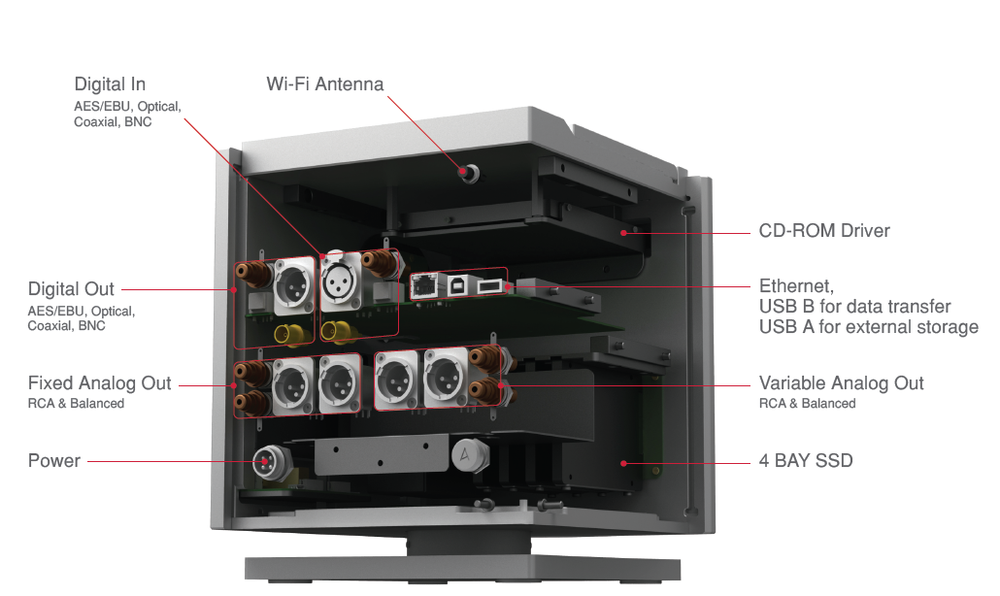 Digital In
AES/EBU, Optical,
Coaxial, BNC
Wi-Fi Antenna
CD-ROM Driver
Digital Out
AES/EBU, Optical,
Coaxial, BNC
Ethernet,
USB B for data transfer
USB A for external storage
Fixed Analog Out
RCA & Balanced
Variable Analog Out
RCA & Balanced
Power
4 BAY SSD